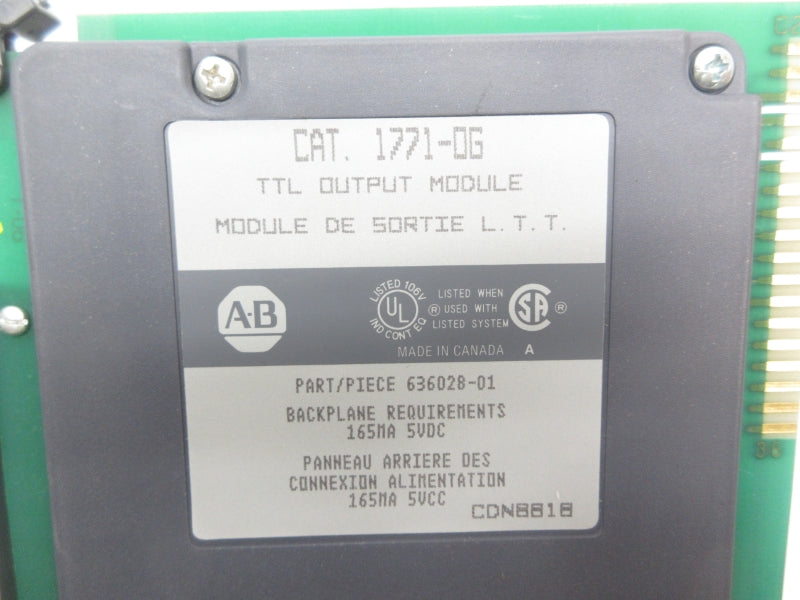 CAT. 1771-OG
TTL OUTPUT MODULE
MODULE DE SORTIE L.T.T.
A-B
LISTED 106V
UL
IND CONT EQ
®
LISTED WHEN
USED WITH
LISTED SYSTEM
SA
®
MADE IN CANADA A
PART/PIECE 636028-01
BACKPLANE REQUIREMENTS
165MA 5VDC
PANNEAU ARRIERE DES
CONNEXION ALIMENTATION
165MA 5VCC
CDN8818
36